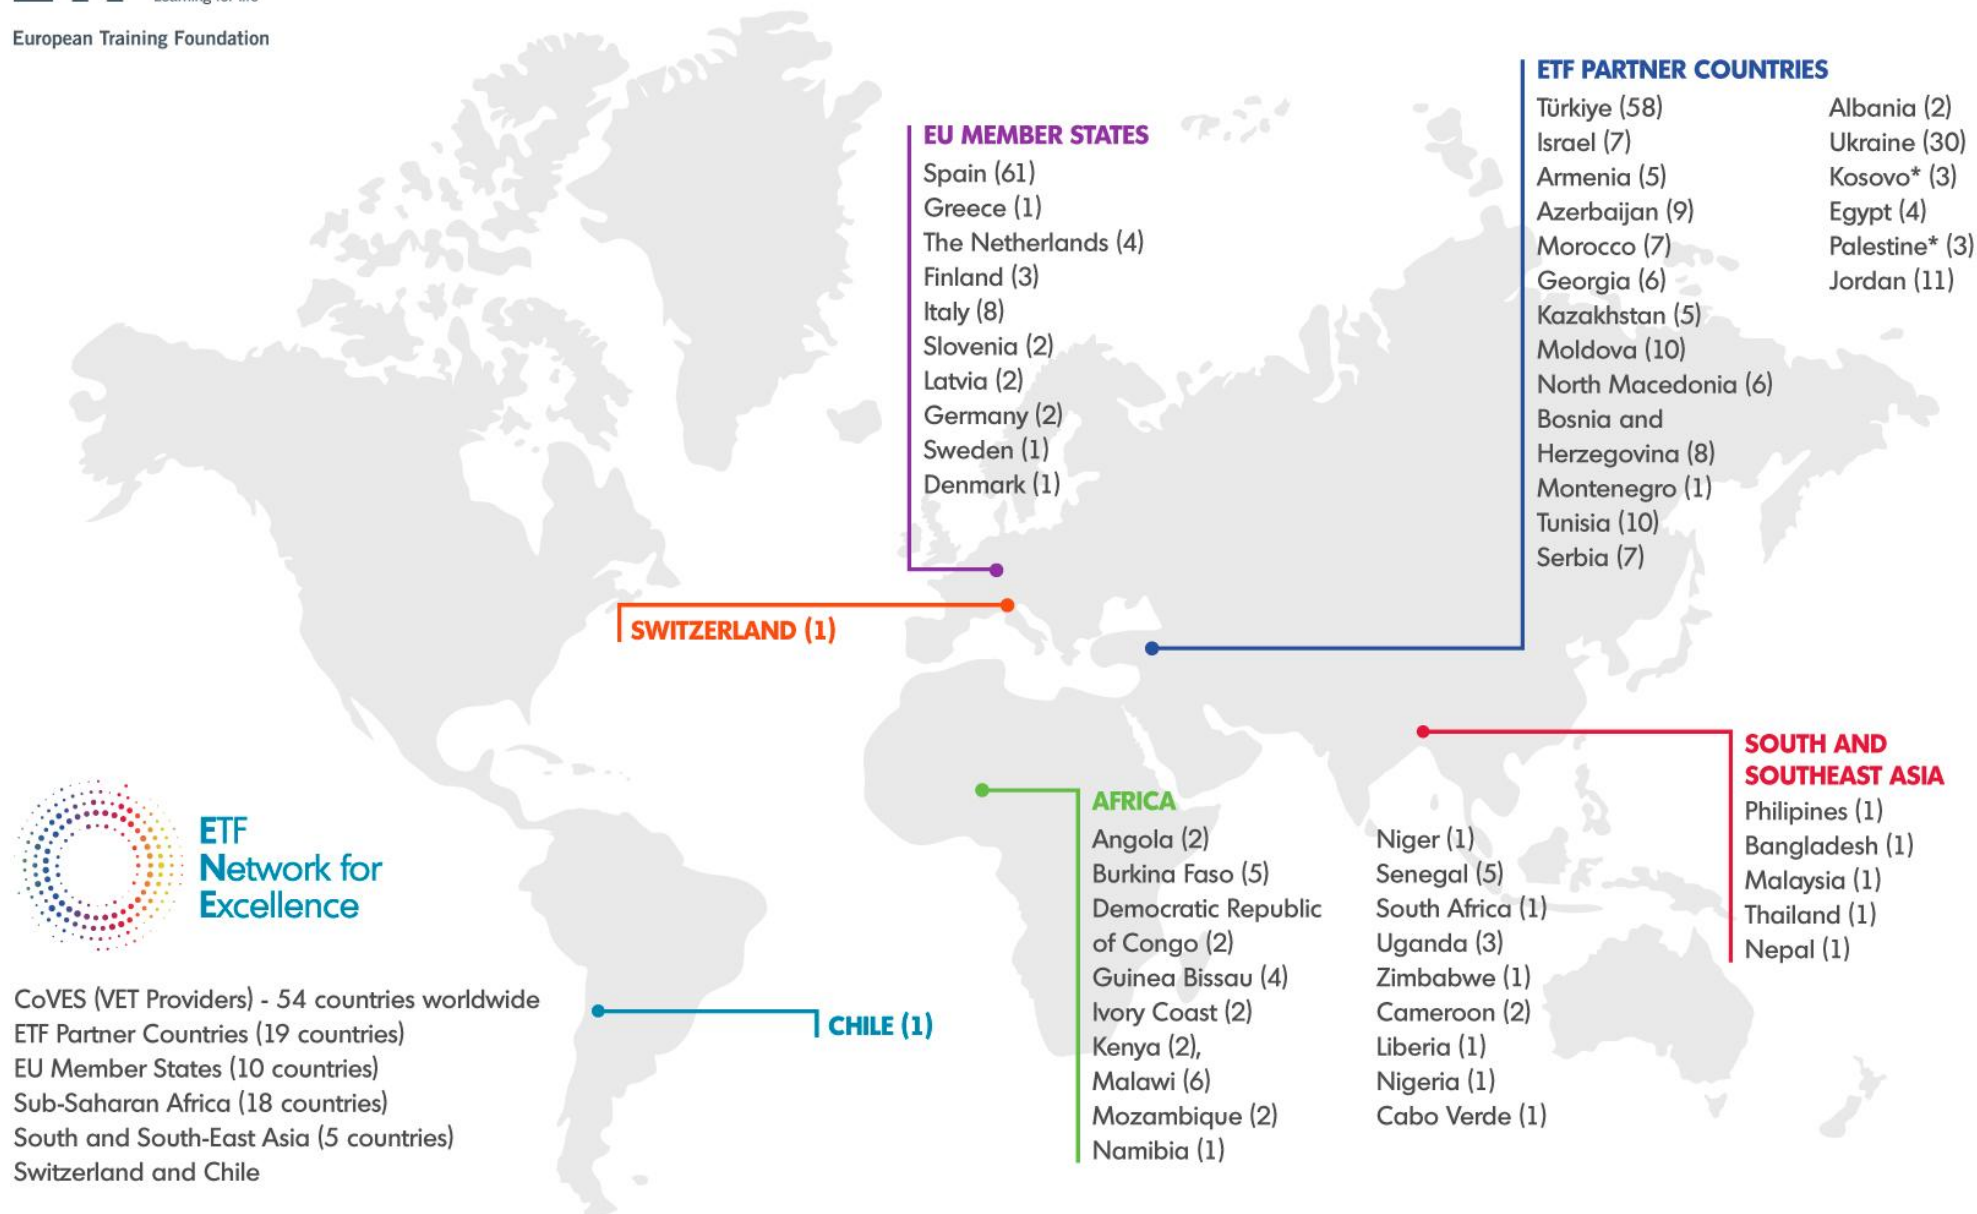 European Training Foundation
EU MEMBER STATES
Spain (61)
Greece (1)
The Netherlands (4)
Finland (3)
Italy (8)
Slovenia (2)
Latvia (2)
Germany (2)
Sweden (1)
Denmark (1)
ETF PARTNER COUNTRIES
Türkiye (58)
Israel (7)
Armenia (5)
Azerbaijan (9)
Morocco (7)
Georgia (6)
Kazakhstan (5)
Moldova (10)
North Macedonia (6)
Bosnia and
Herzegovina (8)
Montenegro (1)
Tunisia (10)
Serbia (7)
Albania (2)
Ukraine (30)
Kosovo* (3)
Egypt (4)
Palestine* (3)
Jordan (11)
SWITZERLAND (1)
SOUTH AND
SOUTHEAST ASIA
Philipines (1)
Bangladesh (1)
Malaysia (1)
Thailand (1)
Nepal (1)
AFRICA
Angola (2)
Burkina Faso (5)
Democratic Republic
of Congo (2)
Guinea Bissau (4)
Ivory Coast (2)
Kenya (2),
Malawi (6)
Mozambique (2)
Namibia (1)
Niger (1)
Senegal (5)
South Africa (1)
Uganda (3)
Zimbabwe (1)
Cameroon (2)
Liberia (1)
Nigeria (1)
Cabo Verde (1)
CHILE (1)
ETF
Network for
Excellence
CoVES (VET Providers) - 54 countries worldwide
ETF Partner Countries (19 countries)
EU Member States (10 countries)
Sub-Saharan Africa (18 countries)
South and South-East Asia (5 countries)
Switzerland and Chile